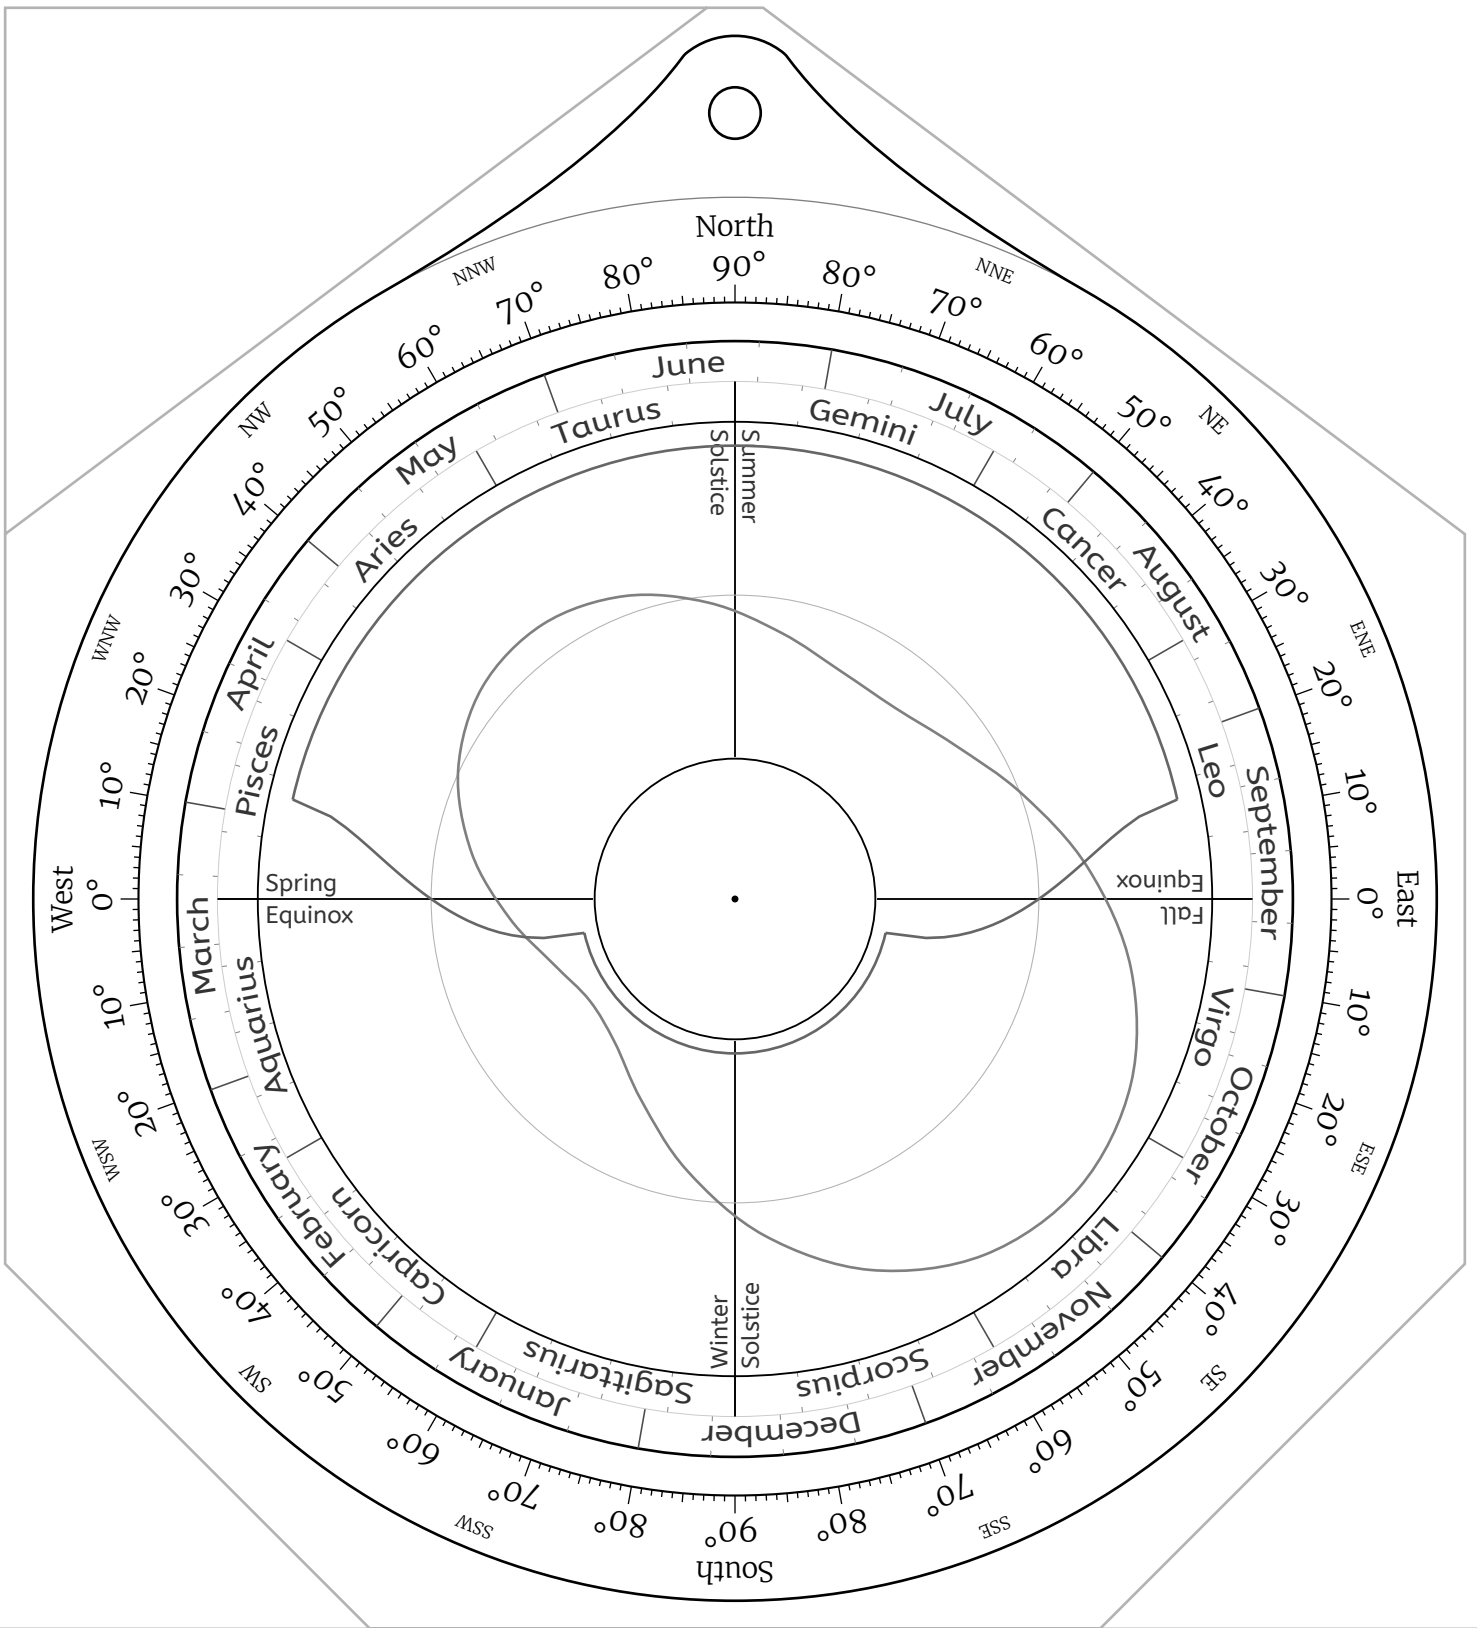 North
NNW
NNE
NW
NE
WNW
ENE
West
East
WSW
ESE
SW
SE
SSW
SSE
South
90°
80°
70°
60°
50°
40°
30°
20°
10°
0°
10°
20°
30°
40°
50°
60°
70°
80°
90°
80°
70°
60°
50°
40°
30°
20°
10°
0°
10°
20°
30°
40°
50°
60°
70°
80°
June
July
August
September
October
November
December
January
February
March
April
May
Taurus
Gemini
Cancer
Leo
Virgo
Libra
Scorpius
Sagittarius
Capricorn
Aquarius
Pisces
Aries
Summer
Solstice
Spring
Equinox
Fall
Equinox
Winter
Solstice